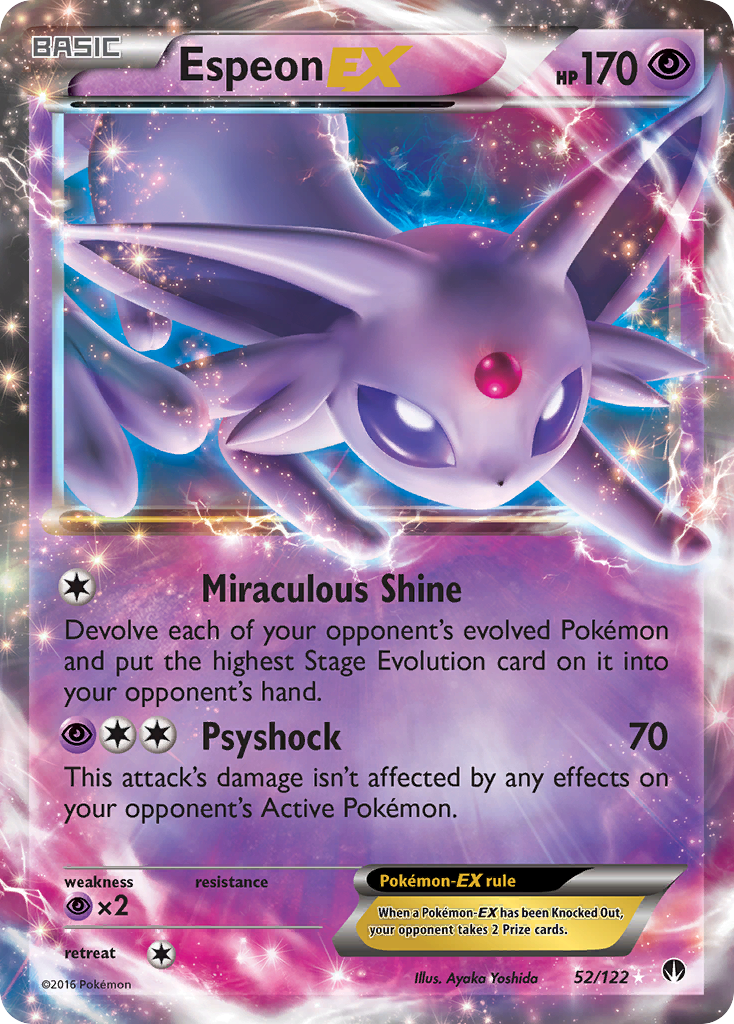 BASIC
Espeon EX
HP 170
Miraculous Shine
Devolve each of your opponent's evolved Pokémon
and put the highest Stage Evolution card on it into
your opponent's hand.
Psyshock 70
This attack's damage isn't affected by any effects on
your opponent's Active Pokémon.
weakness resistance
×2
retreat
Pokémon-EX rule
When a Pokémon-EX has been Knocked Out,
your opponent takes 2 Prize cards.
©2016 Pokémon
Illus. Ayaka Yoshida
52/122